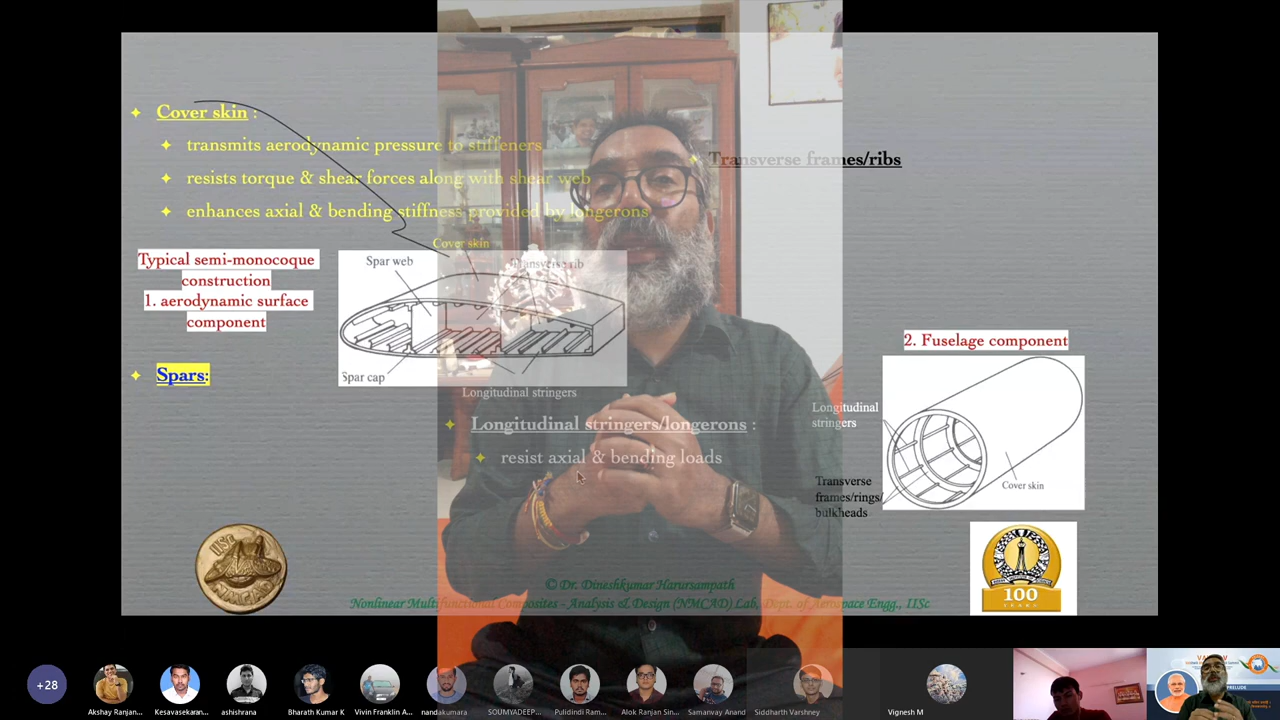 Cover skin :
transmits aerodynamic pressure to stiffeners
resists torque & shear forces along with shear web
enhances axial & bending stiffness provided by longerons
Transverse frames/ribs
Typical semi-monocoque
construction
1. aerodynamic surface
component
Cover skin
Spar web
Transverse rib
Spar cap
Longitudinal stringers
Spars:
Longitudinal stringers/longerons :
resist axial & bending loads
2. Fuselage component
Longitudinal
stringers
Transverse
frames/rings/
bulkheads
Cover skin
IISC
NMCAD
100
YEARS
© Dr. Dineshkumar Harursampath
Nonlinear Multifunctional Composites - Analysis & Design (NMCAD) Lab, Dept. of Aerospace Engg., IISc
+28
Akshay Ranjan...
Kesavasekaran...
ashishrana
Bharath Kumar K
Vivin Franklin A...
nandakumara
SOUMYADEEP...
Pulidindi Ram...
Alok Ranjan Sin...
Samanvay Anand
Siddharth Varshney
Vignesh M